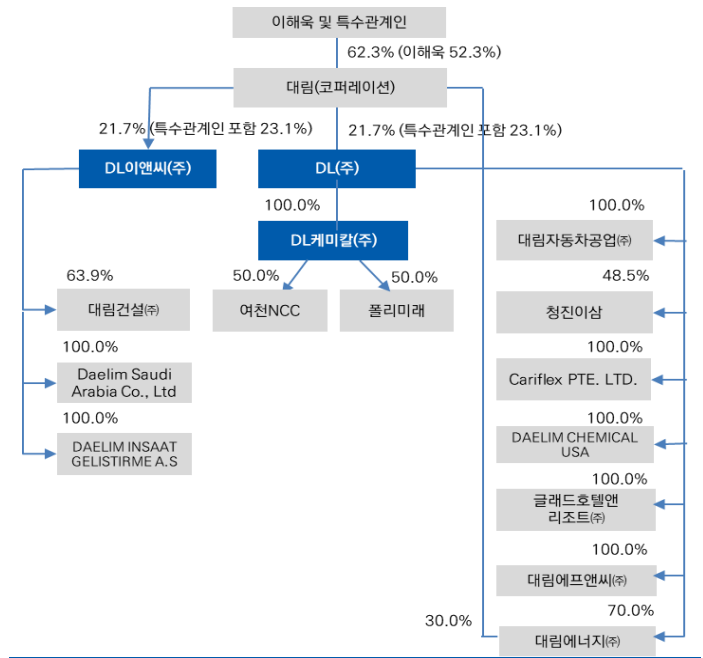 이해욱 및 특수관계인
62.3% (이해욱 52.3%)
대림(코퍼레이션)
21.7% (특수관계인 포함 23.1%)
21.7% (특수관계인 포함 23.1%)
DL이앤씨(주)
DL(주)
100.0%
DL케미칼(주)
50.0%
50.0%
여천NCC
폴리미래
63.9%
대림건설㈜
100.0%
Daelim Saudi
Arabia Co., Ltd
100.0%
DAELIM INSAAT
GELISTIRME A.S
100.0%
대림자동차공업㈜
48.5%
청진이삼
100.0%
Cariflex PTE. LTD.
100.0%
DAELIM CHEMICAL
USA
100.0%
글래드호텔앤
리조트㈜
100.0%
대림에프앤씨㈜
70.0%
30.0%
대림에너지㈜